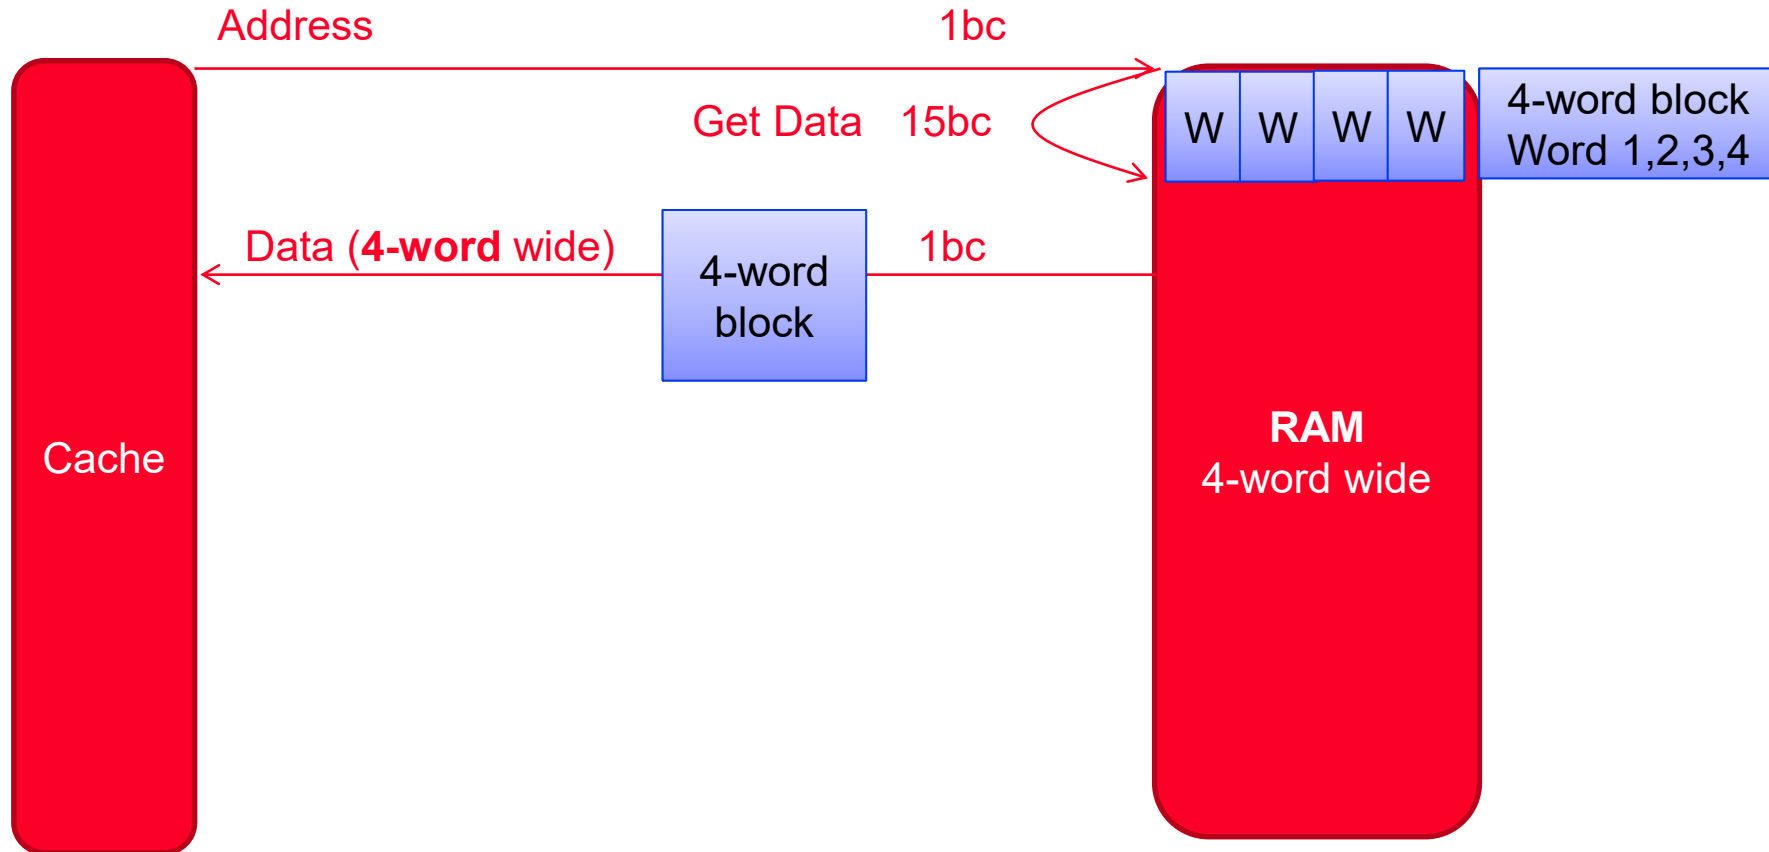 Address 1bc
Get Data 15bc
W W W W
4-word block
Word 1,2,3,4
Data (4-word wide) 1bc
4-word
block
Cache
RAM
4-word wide